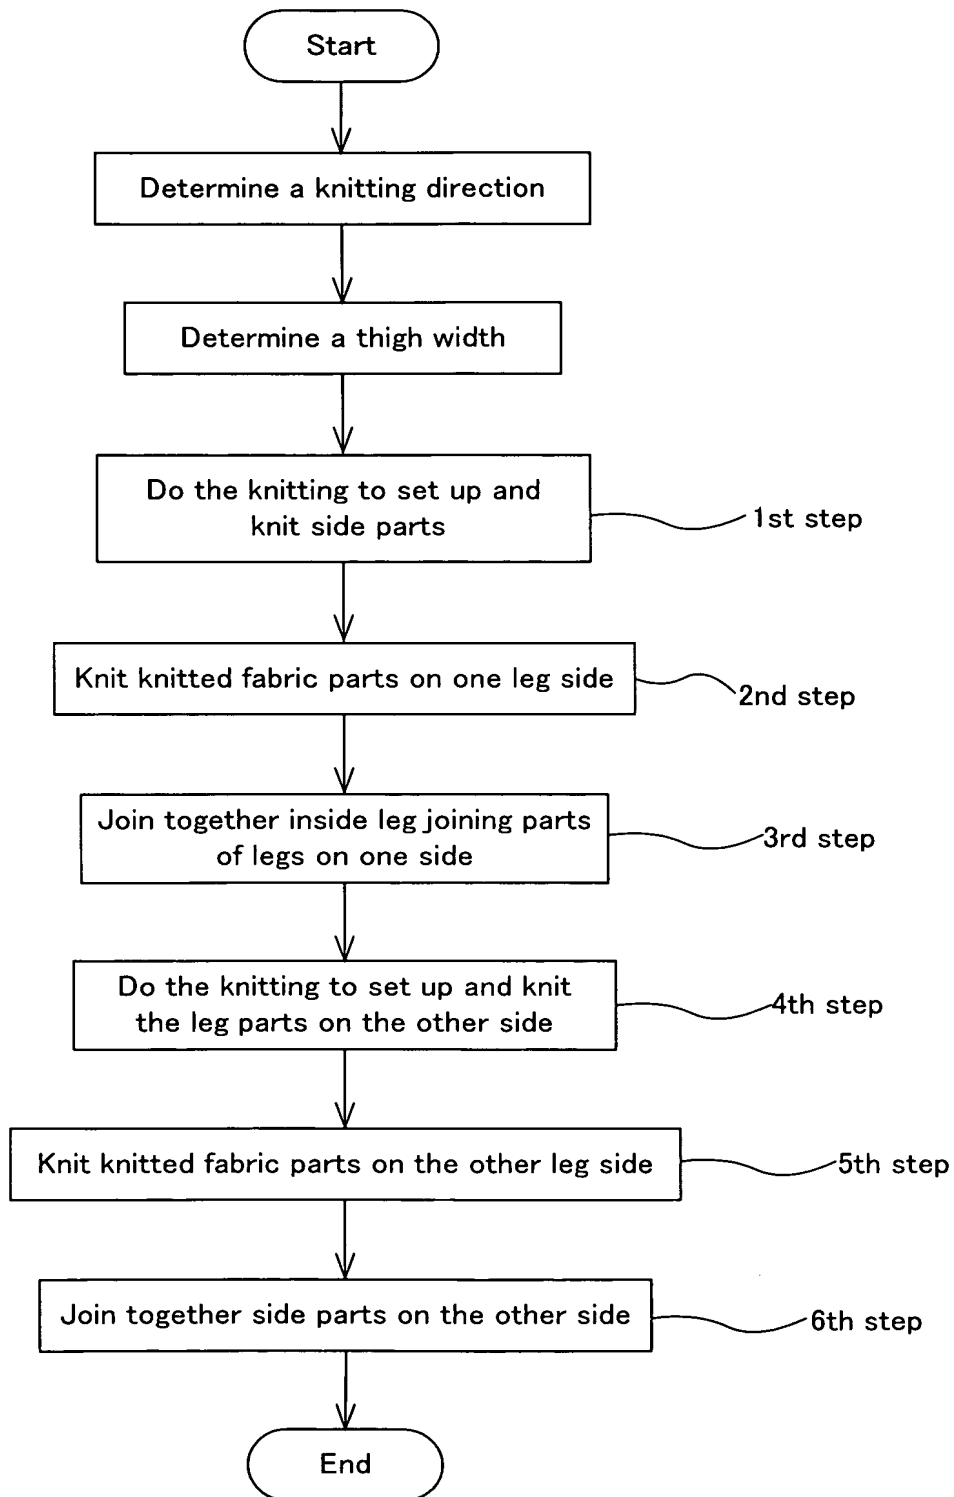 Start
Determine a knitting direction
Determine a thigh width
Do the knitting to set up and
knit side parts
1st step
Knit knitted fabric parts on one leg side
2nd step
Join together inside leg joining parts
of legs on one side
3rd step
Do the knitting to set up and knit
the leg parts on the other side
4th step
Knit knitted fabric parts on the other leg side
5th step
Join together side parts on the other side
6th step
End